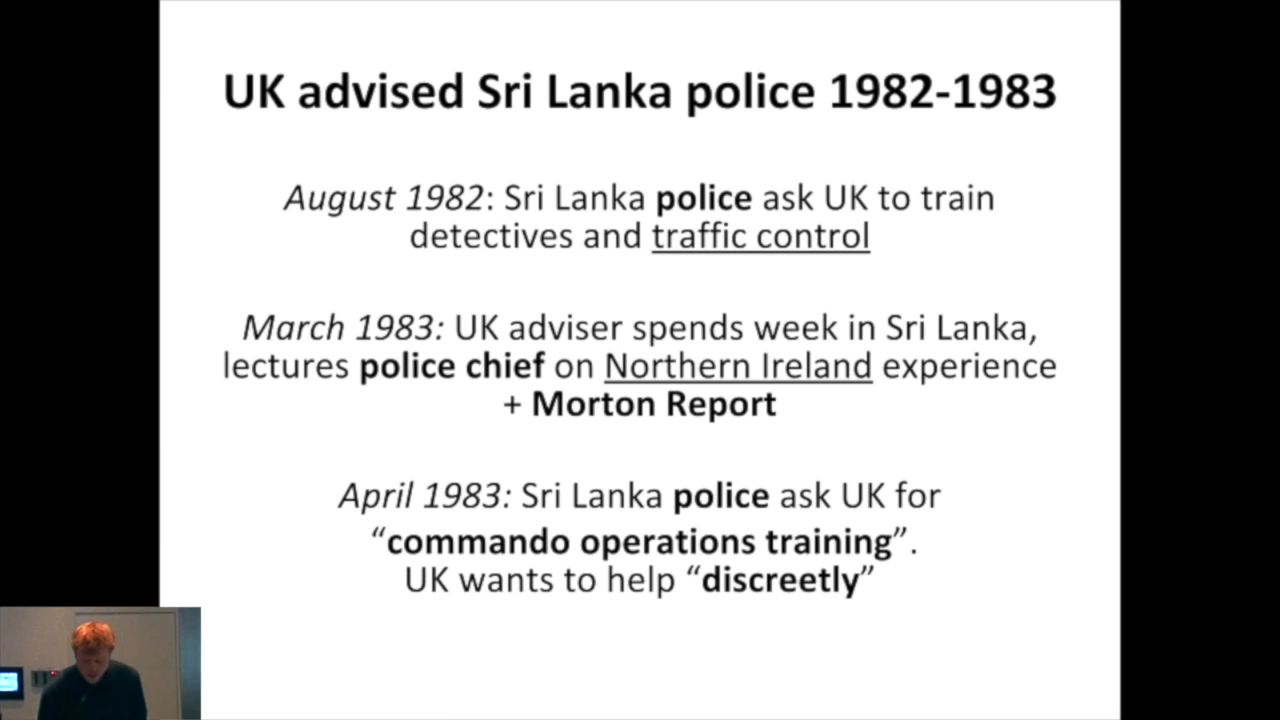 UK advised Sri Lanka police 1982-1983
August 1982: Sri Lanka police ask UK to train
detectives and traffic control
March 1983: UK adviser spends week in Sri Lanka,
lectures police chief on Northern Ireland experience
+ Morton Report
April 1983: Sri Lanka police ask UK for
“commando operations training”.
UK wants to help “discreetly”